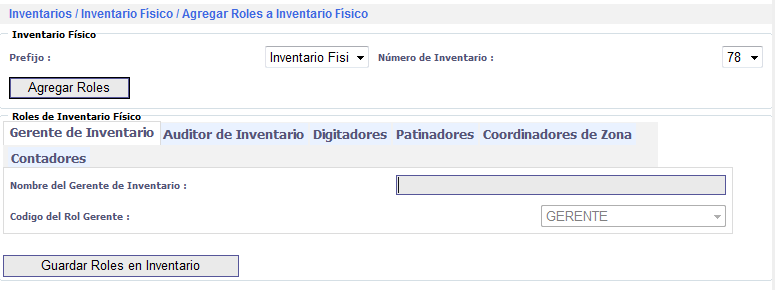 Inventarios / Inventario Físico / Agregar Roles a Inventario Físico
Inventario Físico
Prefijo : Inventario Fisi Número de Inventario : 78
Agregar Roles
Roles de Inventario Físico
Gerente de Inventario Auditor de Inventario Digitadores Patinadores Coordinadores de Zona
Contadores
Nombre del Gerente de Inventario :
Codigo del Rol Gerente : GERENTE
Guardar Roles en Inventario